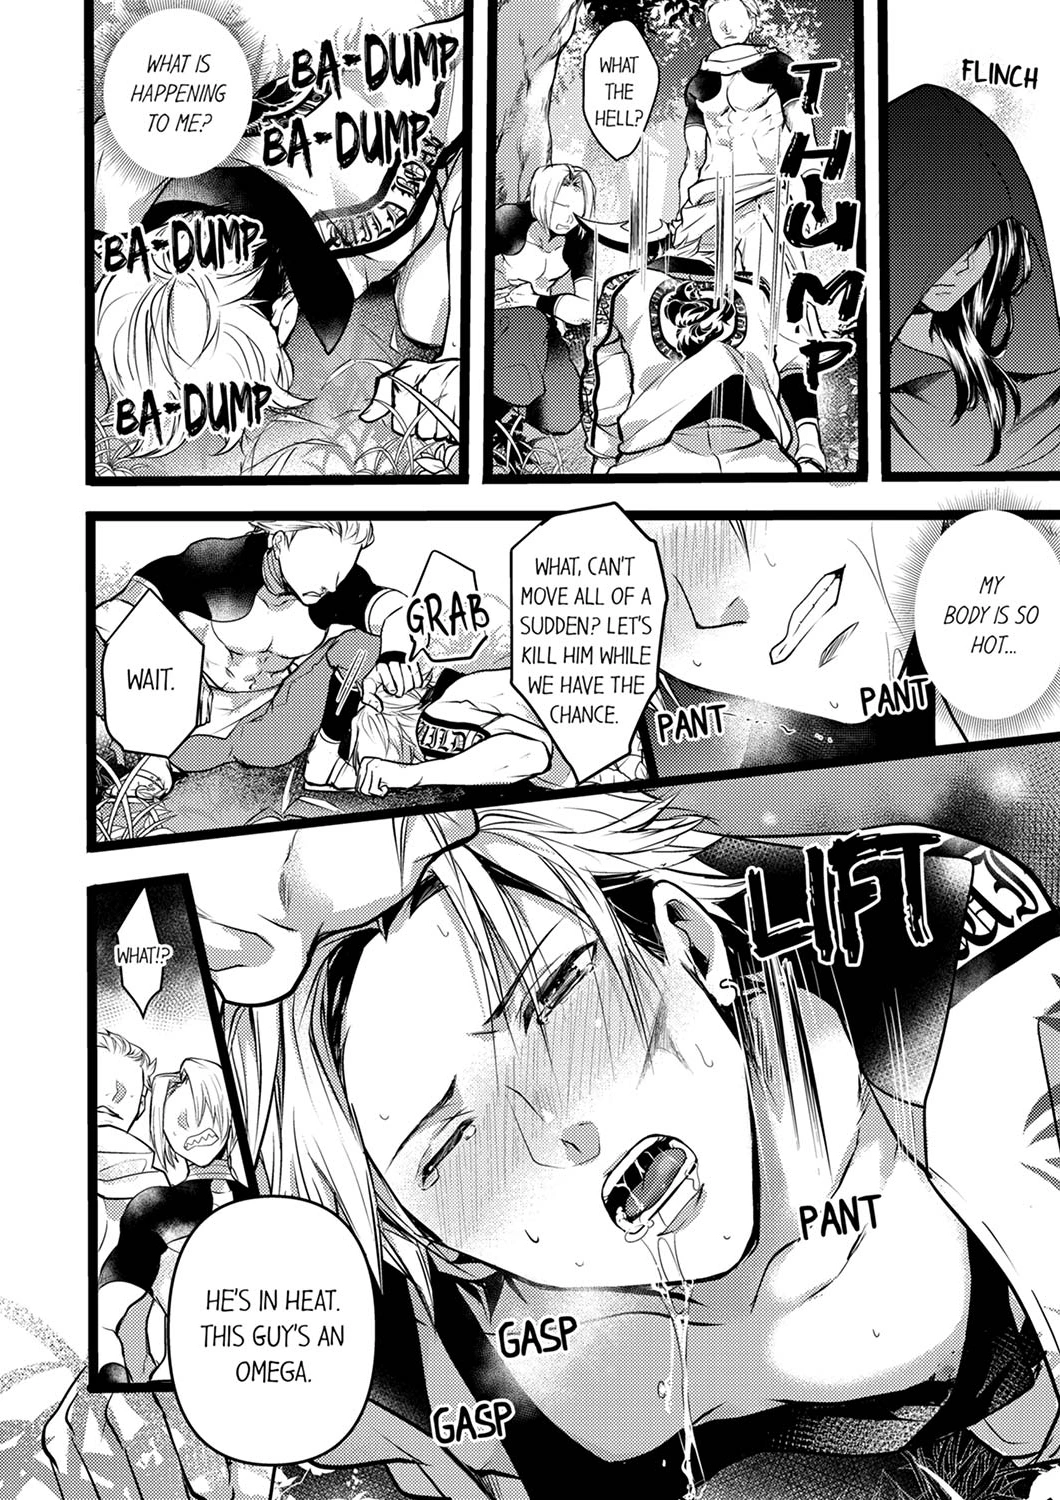 FLINCH
WHAT
THE
HELL?
THUMP
WHAT IS
HAPPENING
TO ME?
BA-DUMP
BA-DUMP
BA-DUMP
BA-DUMP
MY
BODY IS SO
HOT...
PANT
PANT
WHAT, CAN'T
MOVE ALL OF A
SUDDEN? LET'S
KILL HIM WHILE
WE HAVE THE
CHANCE.
GRAB
WAIT.
WILD
LIFT
PANT
GASP
GASP
WHAT!?
HE'S IN HEAT.
THIS GUY'S AN
OMEGA.